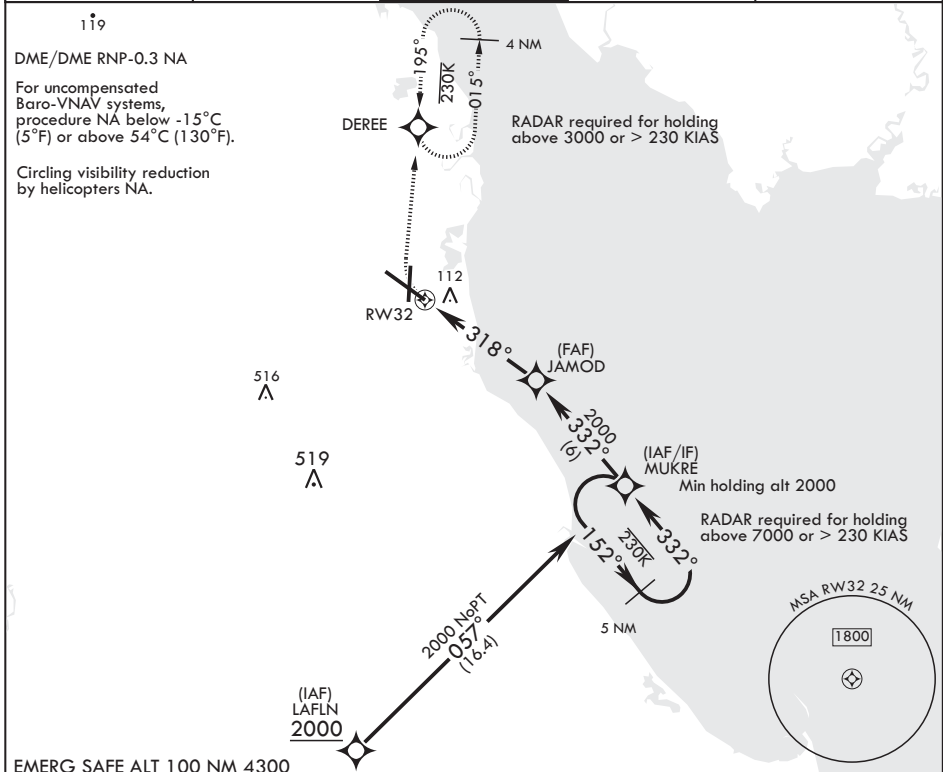 119
DME/DME RNP-0.3 NA
For uncompensated
Baro-VNAV systems,
procedure NA below -15°C
(5°F) or above 54°C (130°F).
Circling visibility reduction
by helicopters NA.
195°
230K
015°
4 NM
DEREE
RADAR required for holding
above 3000 or > 230 KIAS
112
RW32
318°
(FAF)
JAMOD
516
519
2000
332°
(6)
(IAF/IF)
MUKRE
Min holding alt 2000
RADAR required for holding
above 7000 or > 230 KIAS
152°
230K
332°
5 NM
2000 NoPT
057°
(16.4)
MSA RW32 25 NM
1800
(IAF)
LAFLN
2000
EMERG SAFE ALT 100 NM 4300